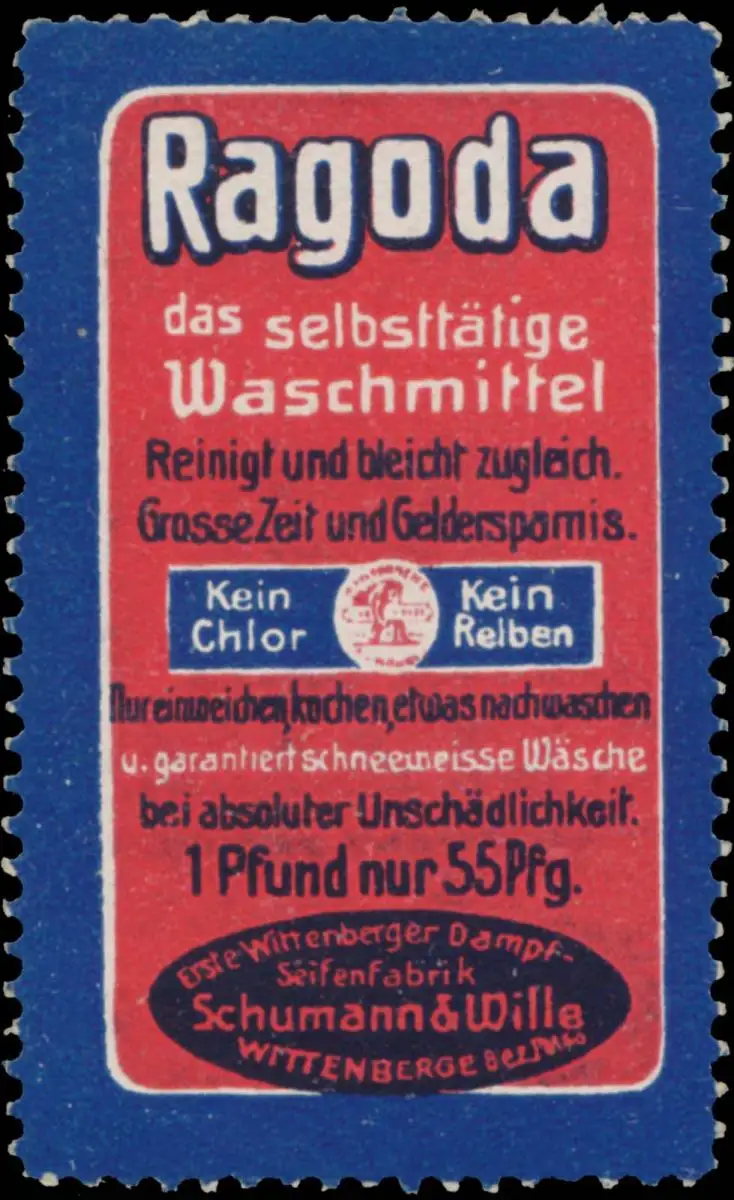 Ragoda
das selbsttätige
Waschmittel
Reinigt und bleicht zugleich.
Grosse Zeit und Geldersparnis.
Kein
Chlor
Kein
Reiben
Nur einweichen, kochen, etwas nachwaschen
u. garantiert schneeweisse Wäsche
bei absoluter Unschädlichkeit.
1 Pfund nur 55 Pfg.
Erste Wittenberger Dampf-
Seifenfabrik
Schumann & Wille
WITTENBERGE